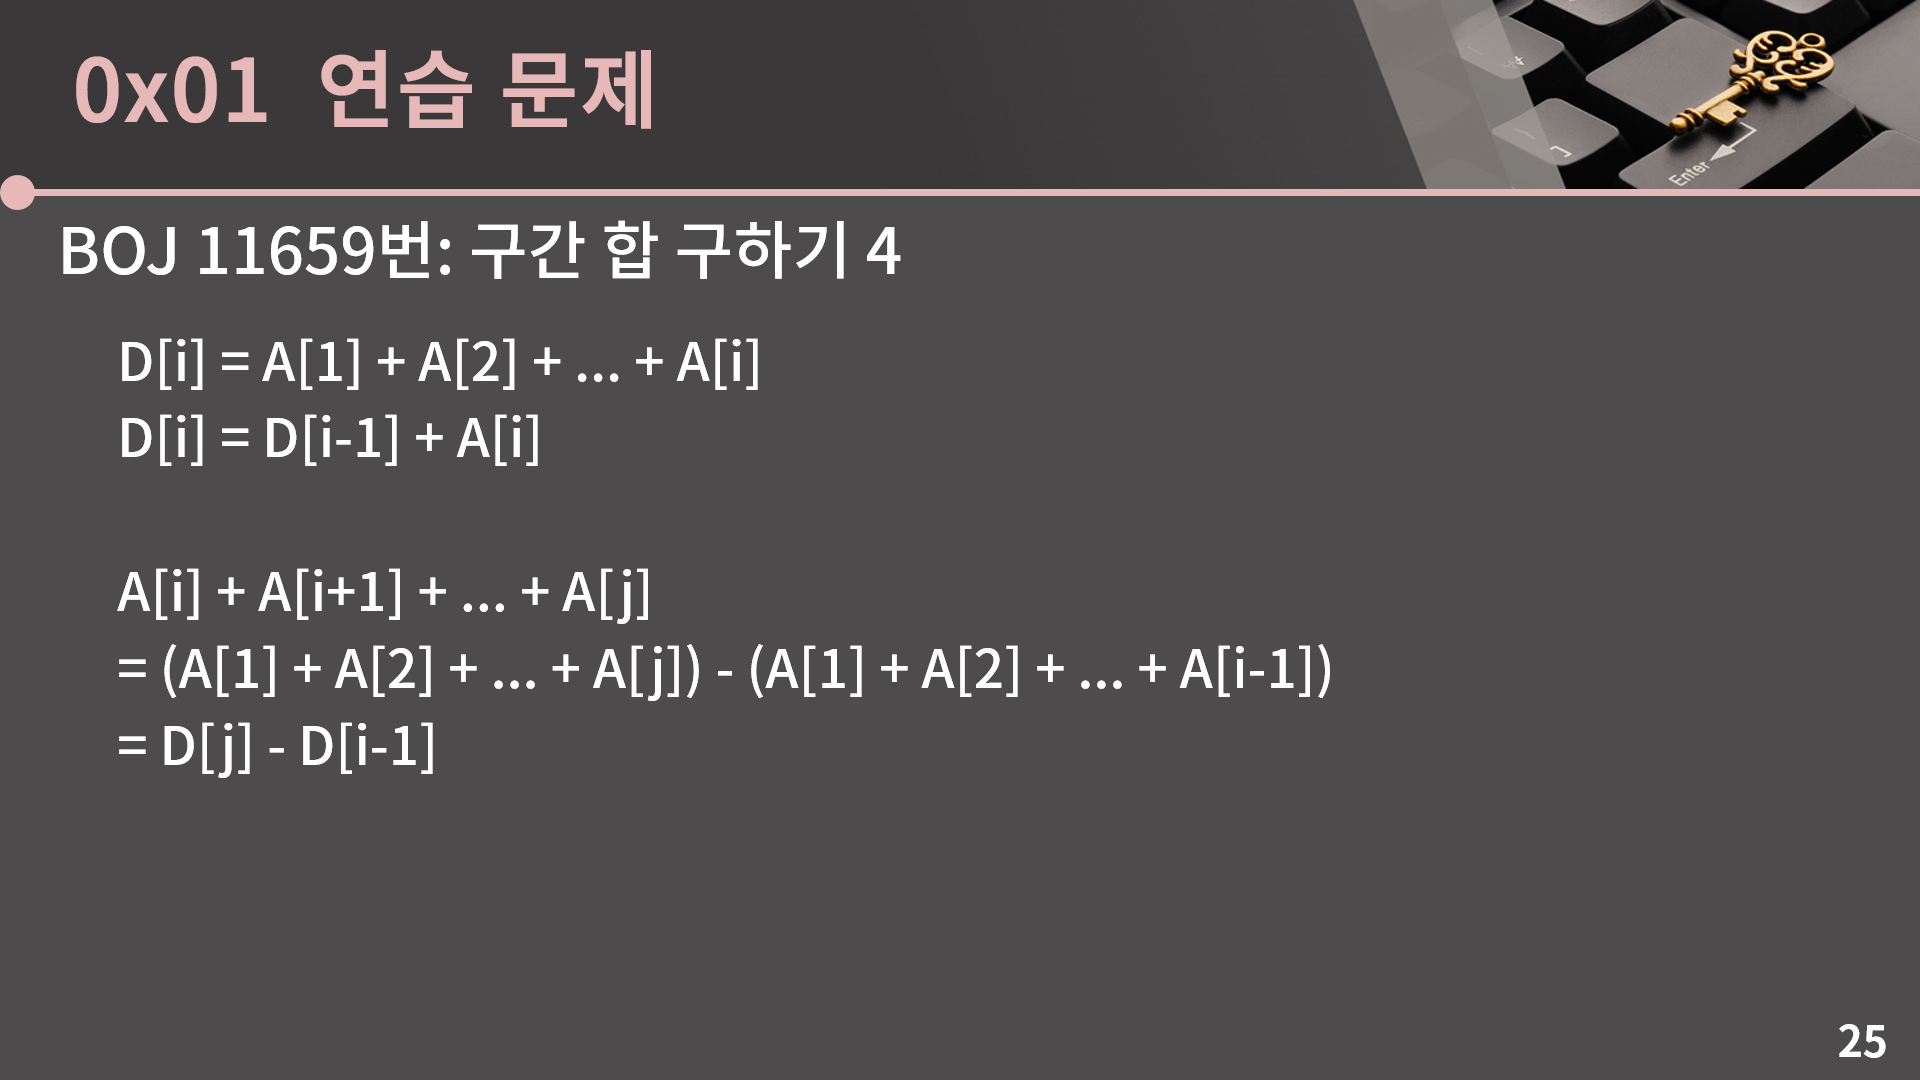 0x01 연습 문제
Enter
BOJ 11659번: 구간 합 구하기 4
D[i] = A[1] + A[2] + ... + A[i]
D[i] = D[i-1] + A[i]
A[i] + A[i+1] + ... + A[j]
= (A[1] + A[2] + ... + A[j]) - (A[1] + A[2] + ... + A[i-1])
= D[j] - D[i-1]
25